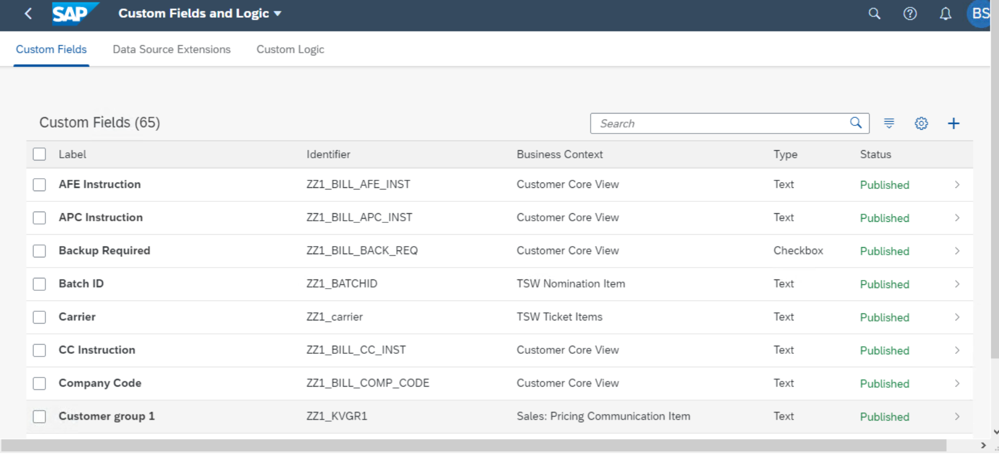 SAP Custom Fields and Logic BS
Custom Fields Data Source Extensions Custom Logic
Custom Fields (65) Search
Label Identifier Business Context Type Status
AFE Instruction ZZ1_BILL_AFE_INST Customer Core View Text Published
APC Instruction ZZ1_BILL_APC_INST Customer Core View Text Published
Backup Required ZZ1_BILL_BACK_REQ Customer Core View Checkbox Published
Batch ID ZZ1_BATCHID TSW Nomination Item Text Published
Carrier ZZ1_carrier TSW Ticket Items Text Published
CC Instruction ZZ1_BILL_CC_INST Customer Core View Text Published
Company Code ZZ1_BILL_COMP_CODE Customer Core View Text Published
Customer group 1 ZZ1_KVGR1 Sales: Pricing Communication Item Text Published